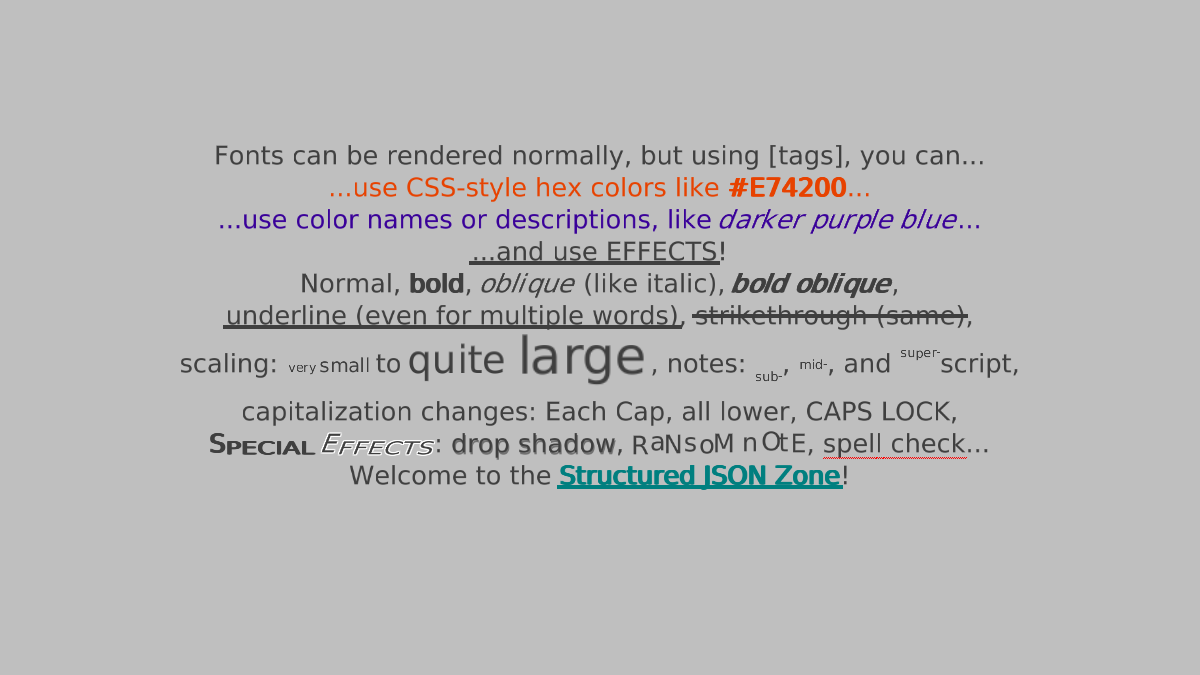 Fonts can be rendered normally, but using [tags], you can...
...use CSS-style hex colors like #E74200...
...use color names or descriptions, like darker purple blue...
...and use EFFECTS!
Normal, bold, oblique (like italic), bold oblique,
underline (even for multiple words), strikethrough (same),
scaling: very small to quite large, notes: sub-, mid-, and super-script,
capitalization changes: Each Cap, all lower, CAPS LOCK,
SPECIAL EFFECTS: drop shadow, RaNsoM nOtE, spell check...
Welcome to the Structured JSON Zone!